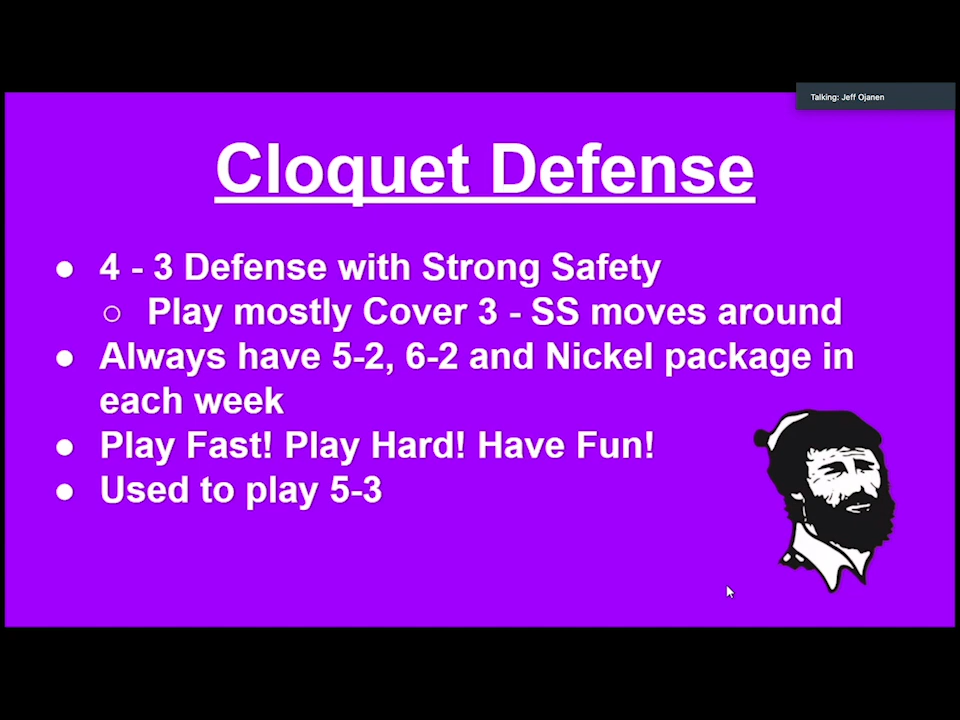 Talking: Jeff Ojanen
Cloquet Defense
● 4 - 3 Defense with Strong Safety
○ Play mostly Cover 3 - SS moves around
● Always have 5-2, 6-2 and Nickel package in
each week
● Play Fast! Play Hard! Have Fun!
● Used to play 5-3